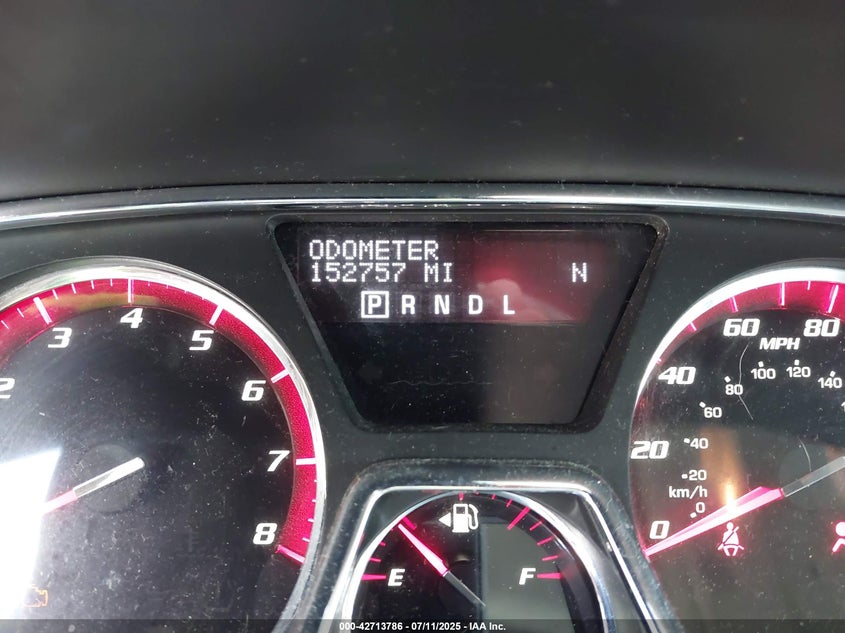 ODOMETER
152757 MI N
P R N D L
2 3 4 5 6 7 8
0 20 40 60 80
MPH
0 20 40 60 80 100 120 140
km/h
E F
000-42713786 - 07/11/2025 - IAA Inc.